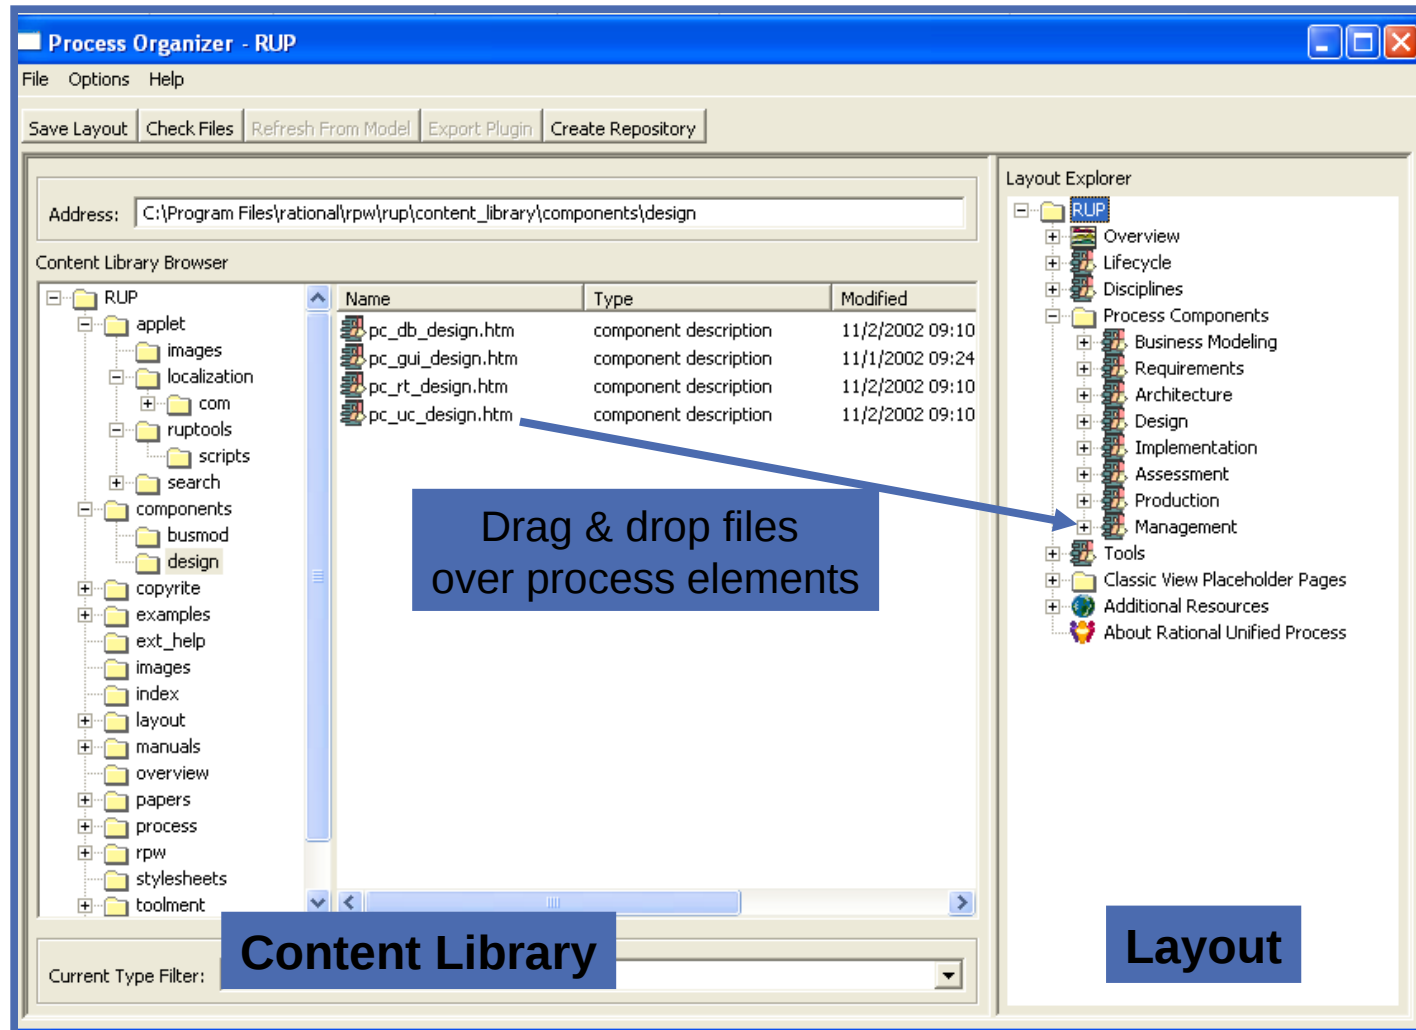 Process Organizer - RUP
File Options Help
Save Layout Check Files Refresh From Model Export Plugin Create Repository
Address: C:\Program Files\rational\rpw\rup\content_library\components\design
Content Library Browser
RUP
applet
images
localization
com
ruptools
scripts
search
components
busmod
design
copyrite
examples
ext_help
images
index
layout
manuals
overview
papers
process
rpw
stylesheets
toolment
Name Type Modified
pc_db_design.htm component description 11/2/2002 09:10
pc_gui_design.htm component description 11/1/2002 09:24
pc_rt_design.htm component description 11/2/2002 09:10
pc_uc_design.htm component description 11/2/2002 09:10
Drag & drop files
over process elements
Content Library
Current Type Filter:
Layout Explorer
RUP
Overview
Lifecycle
Disciplines
Process Components
Business Modeling
Requirements
Architecture
Design
Implementation
Assessment
Production
Management
Tools
Classic View Placeholder Pages
Additional Resources
About Rational Unified Process
Layout